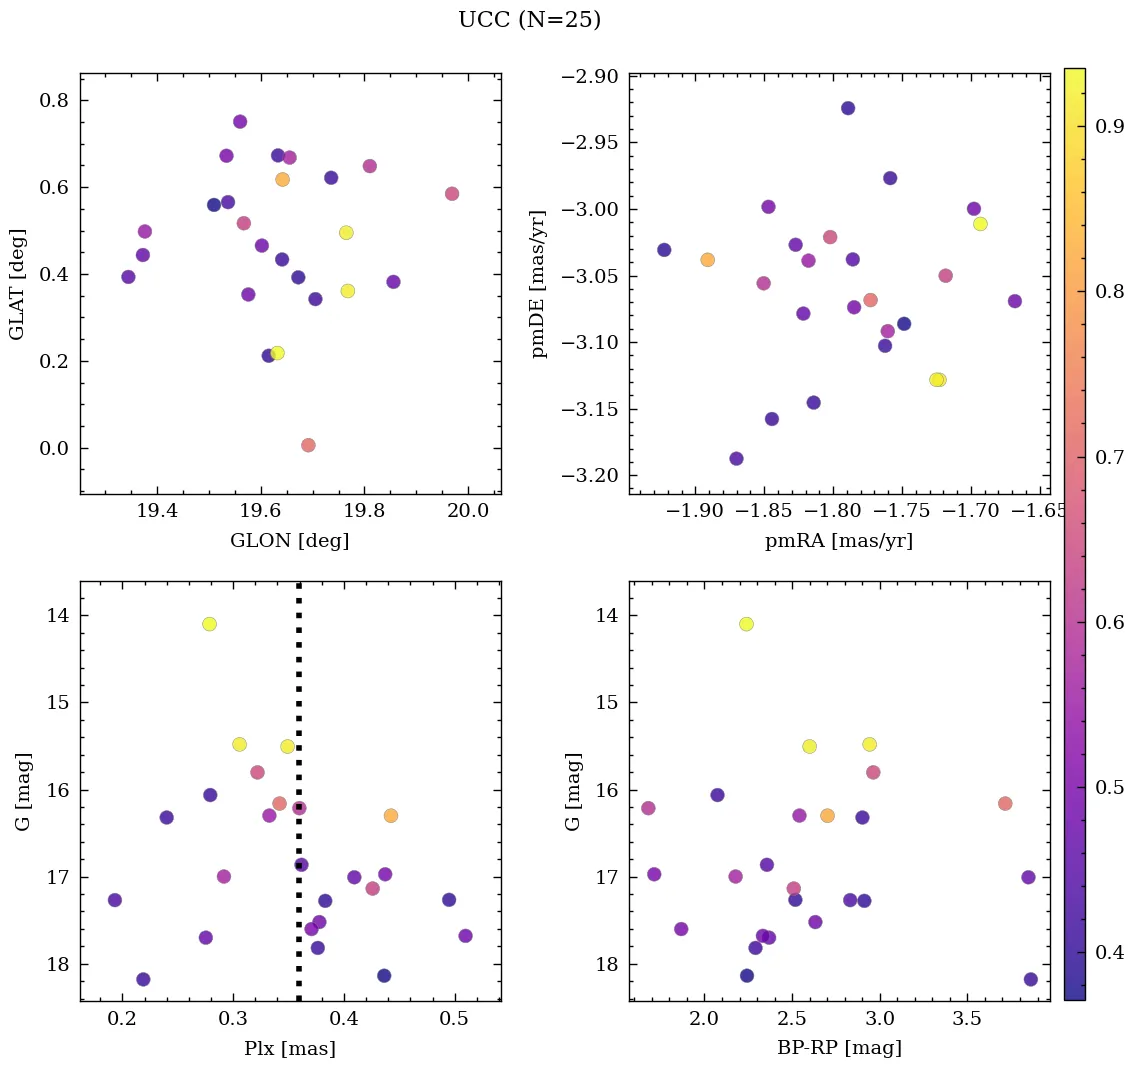 UCC (N=25)
0.8
0.6
0.4
0.2
0.0
GLAT [deg]
19.4 19.6 19.8 20.0
GLON [deg]
−2.90
−2.95
−3.00
−3.05
−3.10
−3.15
−3.20
pmDE [mas/yr]
−1.90 −1.85 −1.80 −1.75 −1.70 −1.65
pmRA [mas/yr]
14
15
16
17
18
G [mag]
0.2 0.3 0.4 0.5
Plx [mas]
14
15
16
17
18
G [mag]
2.0 2.5 3.0 3.5
BP-RP [mag]
0.9
0.8
0.7
0.6
0.5
0.4